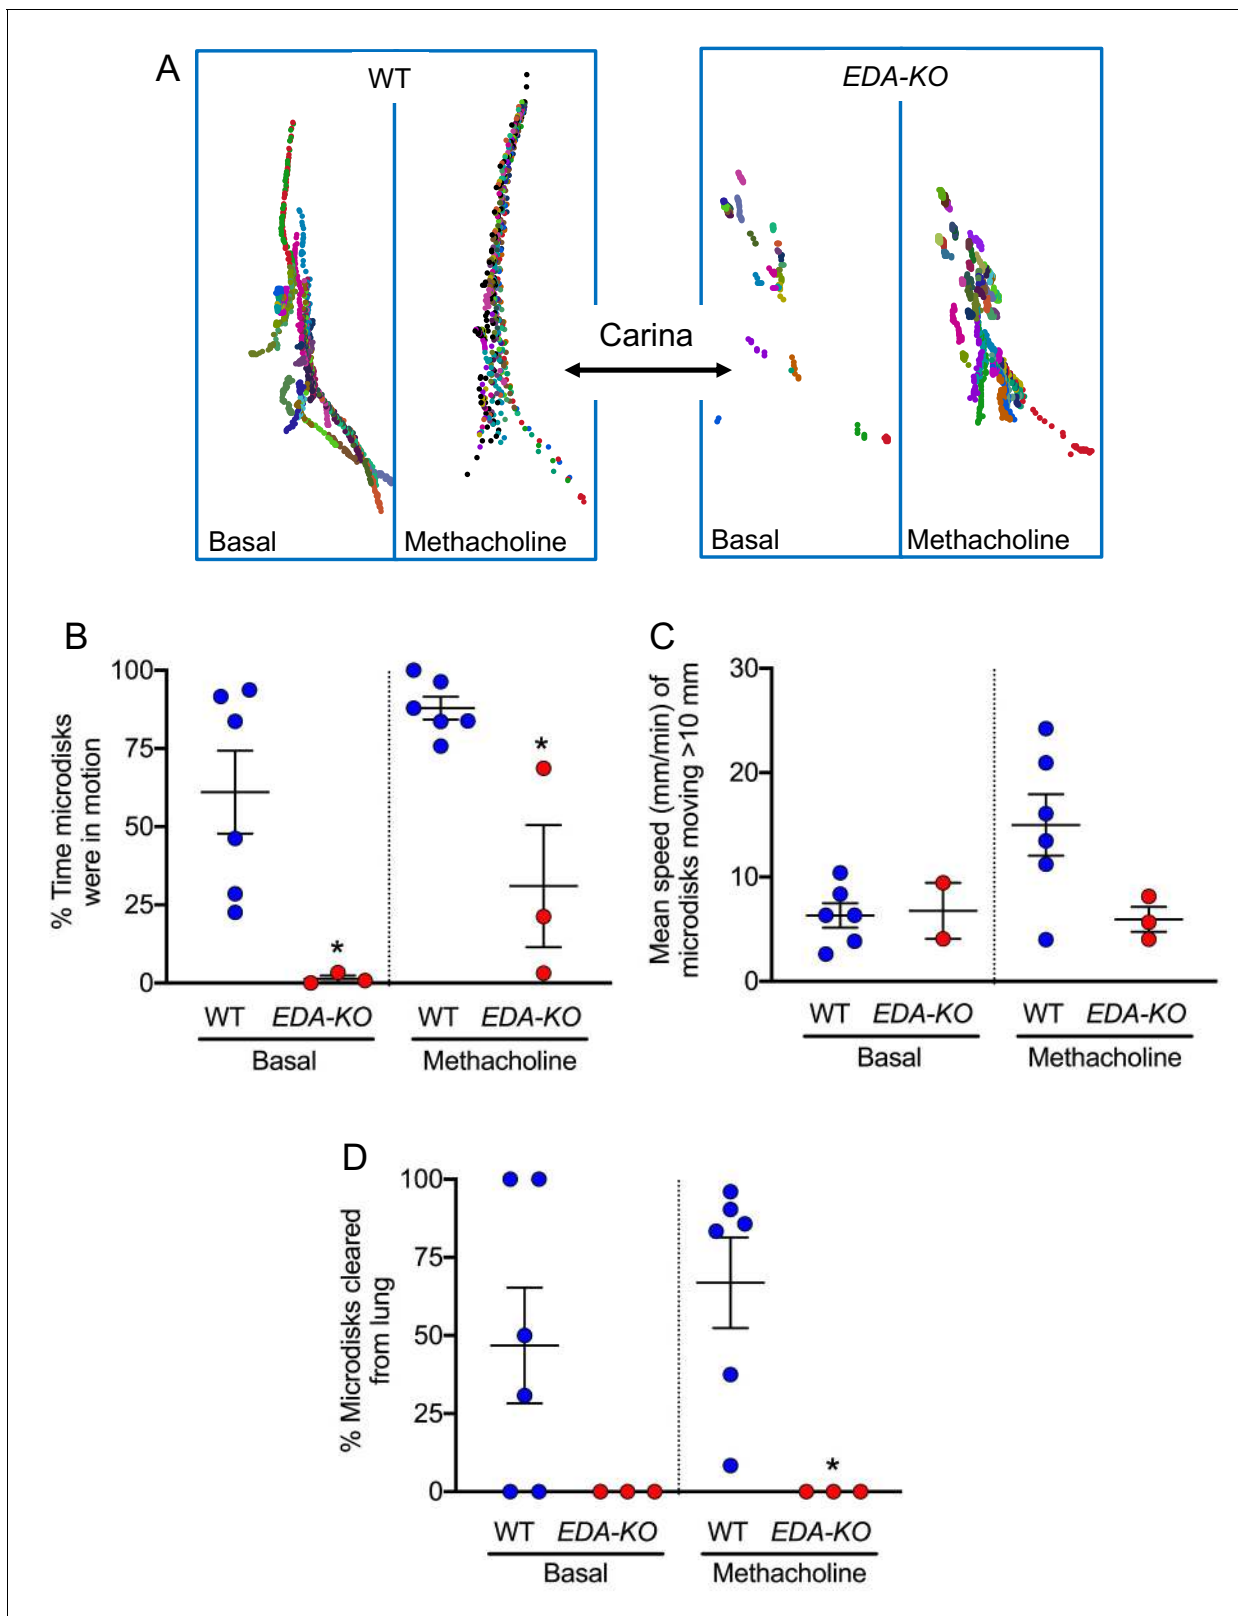 A
WT
EDA-KO
Carina
Basal
Methacholine
Basal
Methacholine
B
% Time microdisks
were in motion
100
75
50
25
0
*
*
WT EDA-KO WT EDA-KO
Basal Methacholine
C
Mean speed (mm/min) of
microdisks moving >10 mm
30
20
10
0
WT EDA-KO WT EDA-KO
Basal Methacholine
D
% Microdisks cleared
from lung
100
75
50
25
0
*
WT EDA-KO WT EDA-KO
Basal Methacholine